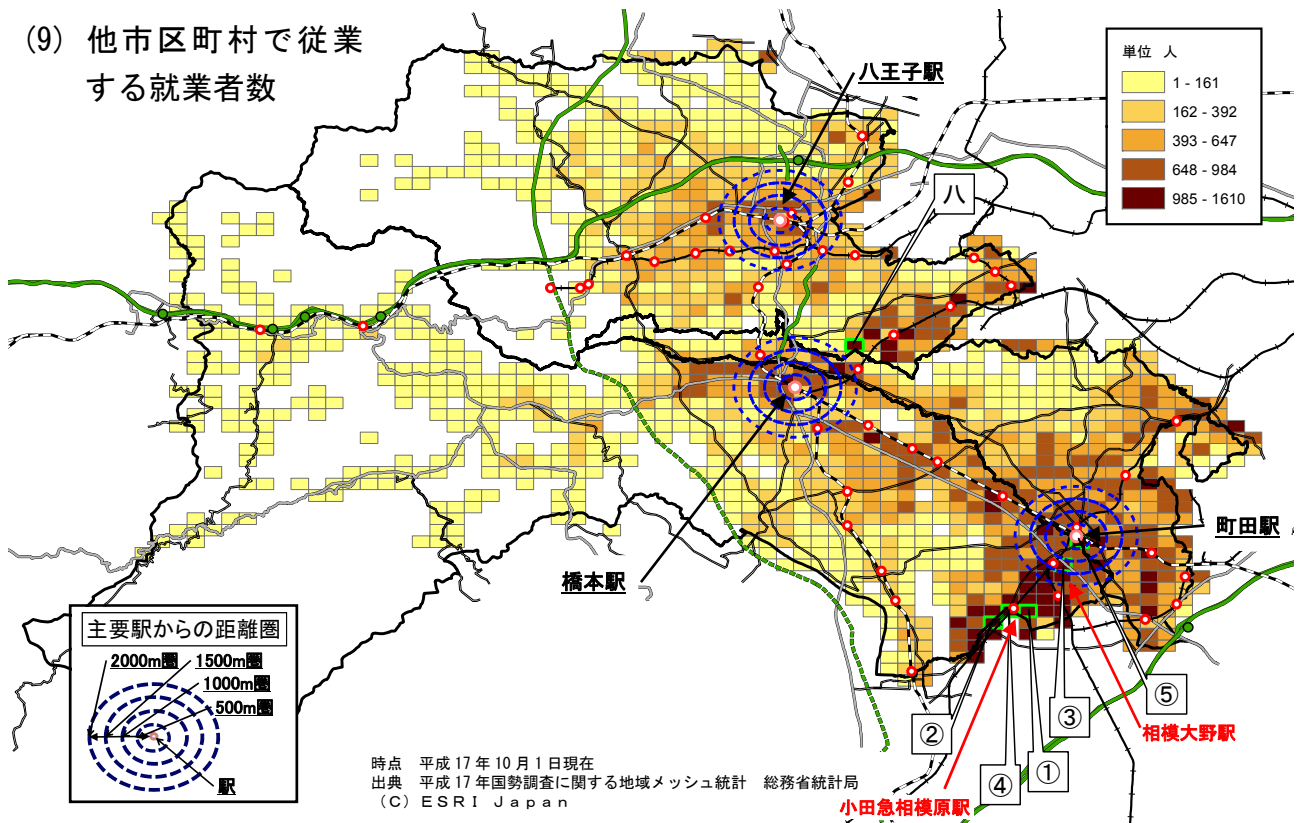 (9) 他市区町村で従業
する就業者数
八王子駅
単位 人
1 - 161
162 - 392
393 - 647
648 - 984
985 - 1610
八
町田駅
橋本駅
主要駅からの距離圏
2000m圏
1500m圏
1000m圏
500m圏
駅
⑤
②
③
相模大野駅
④
①
小田急相模原駅
時点 平成17年10月1日現在
出典 平成17年国勢調査に関する地域メッシュ統計 総務省統計局
(C) ESRI Japan